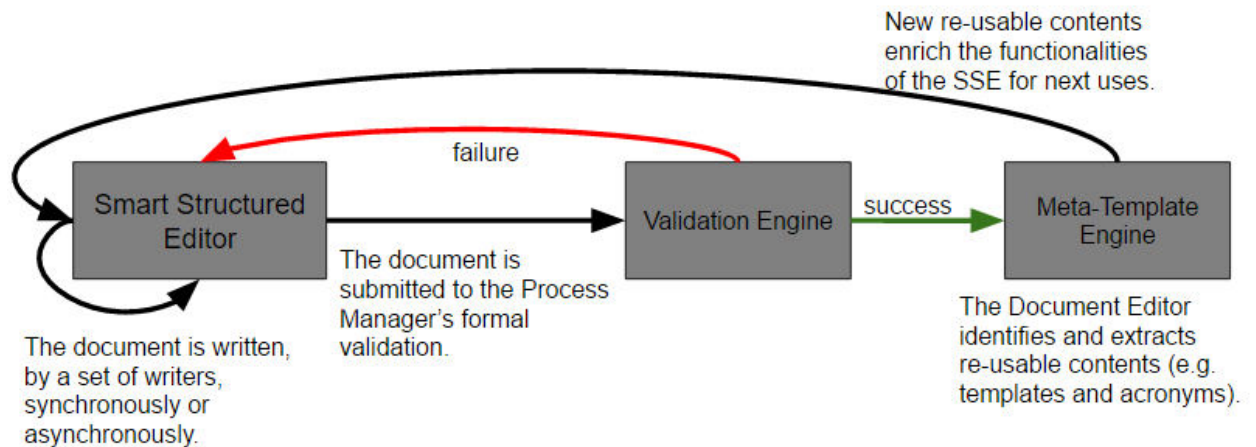 New re-usable contents
enrich the functionalities
of the SSE for next uses.
failure
Smart Structured
Editor
Validation Engine
success
Meta-Template
Engine
The document is
submitted to the Process
Manager's formal
validation.
The Document Editor
identifies and extracts
re-usable contents (e.g.
templates and acronyms).
The document is written,
by a set of writers,
synchronously or
asynchronously.